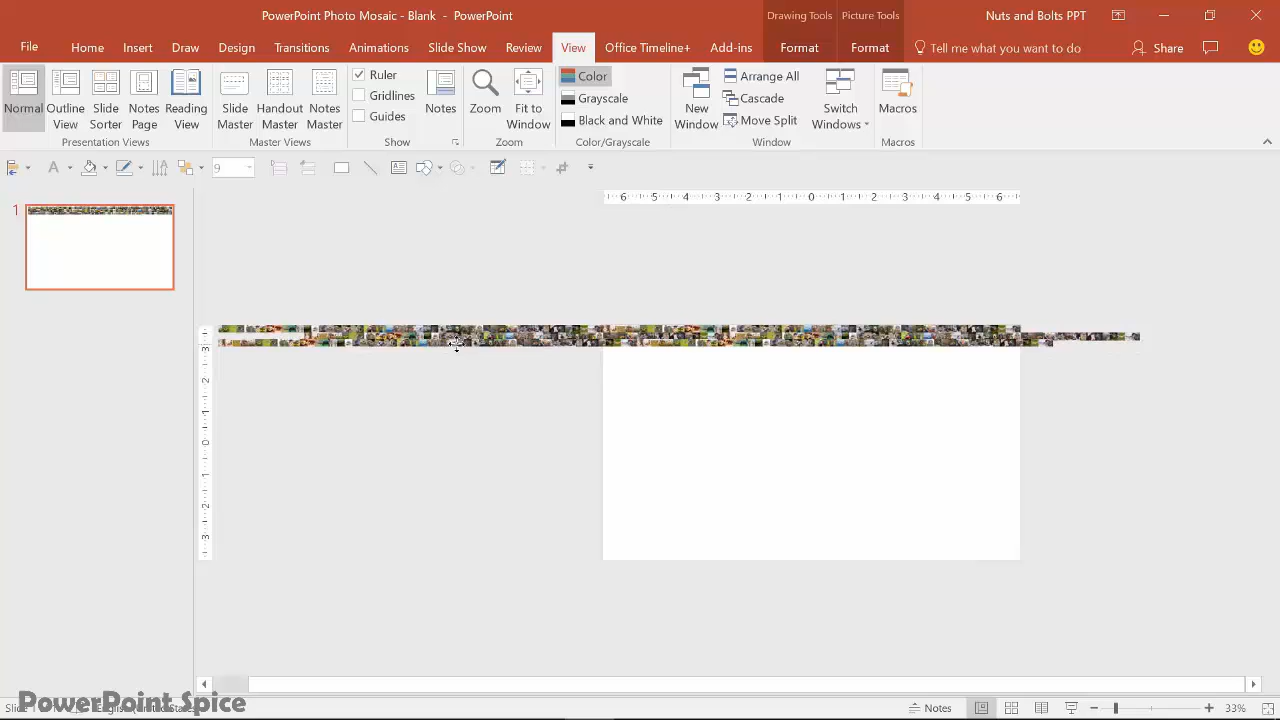 PowerPoint Photo Mosaic - Blank - PowerPoint
Drawing Tools
Picture Tools
Nuts and Bolts PPT
File
Home
Insert
Draw
Design
Transitions
Animations
Slide Show
Review
View
Office Timeline+
Add-ins
Format
Format
Tell me what you want to do
Share
Normal
Outline View
Slide Sorter
Notes Page
Reading View
Presentation Views
Slide Master
Handout Master
Notes Master
Master Views
Ruler
Gridlines
Guides
Show
Notes
Zoom
Fit to Window
Zoom
Color
Grayscale
Black and White
Color/Grayscale
New Window
Arrange All
Cascade
Move Split
Switch Windows
Window
Macros
Macros
9
1
6 5 4 3 2 1 0 1 2 3 4 5 6
3
2
1
0
1
2
3
PowerPoint Spice
Notes
33%